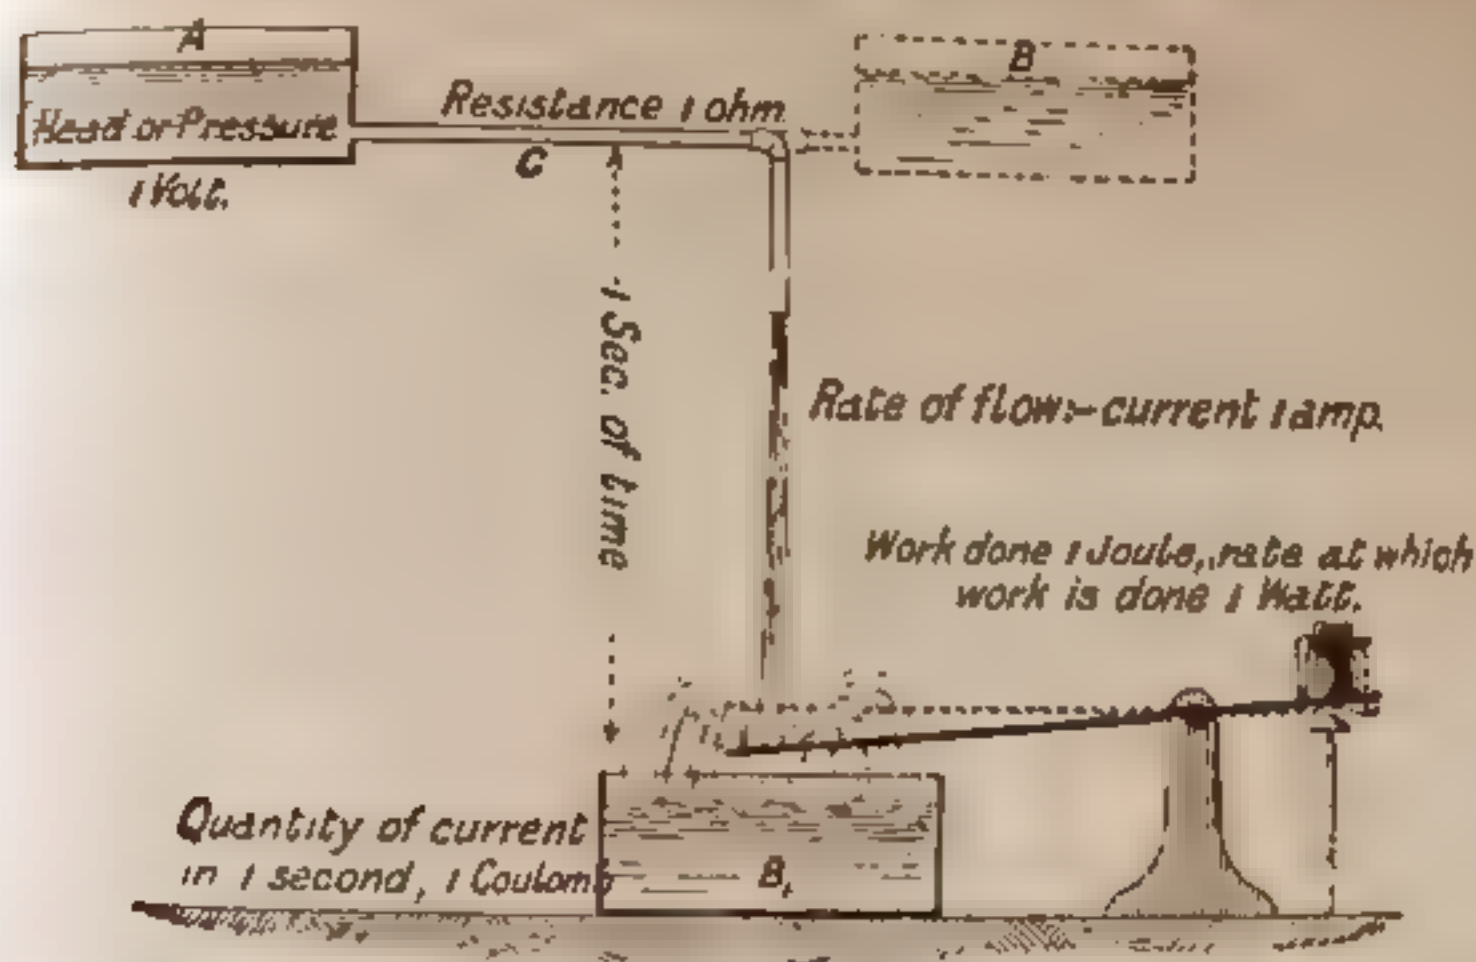 A
B
Head or Pressure
Resistance 1 ohm
C
1 Volt.
1 Sec. of time
Rate of flow:- current 1 amp.
Work done 1 Joule,, rate at which
work is done 1 Watt.
Quantity of current
in 1 second, 1 Coulomb
B,